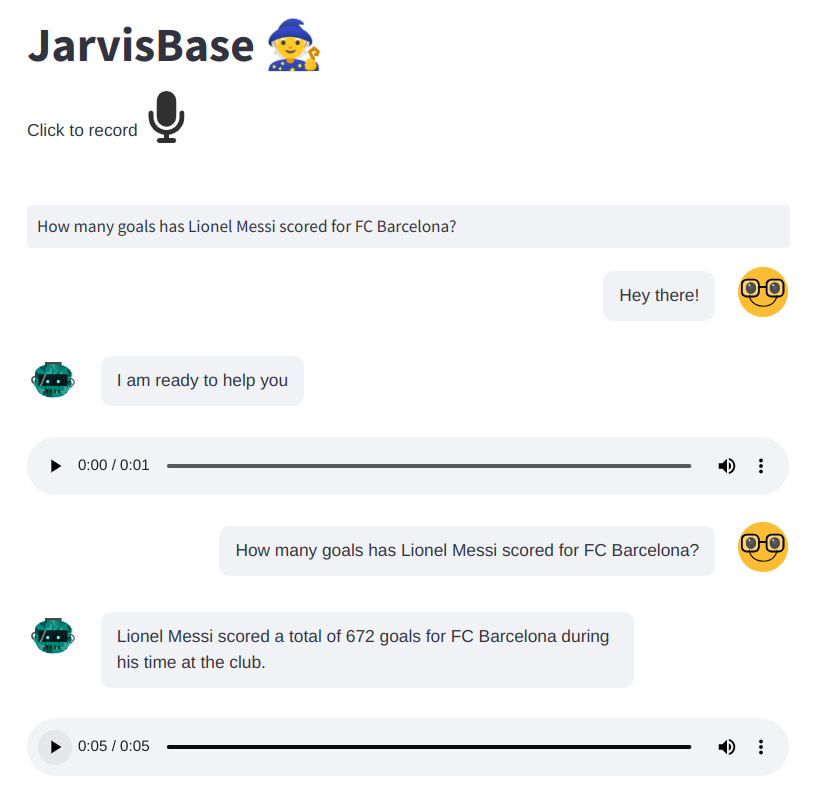 JarvisBase
Click to record
How many goals has Lionel Messi scored for FC Barcelona?
Hey there!
I am ready to help you
0:00 / 0:01
How many goals has Lionel Messi scored for FC Barcelona?
Lionel Messi scored a total of 672 goals for FC Barcelona during
his time at the club.
0:05 / 0:05